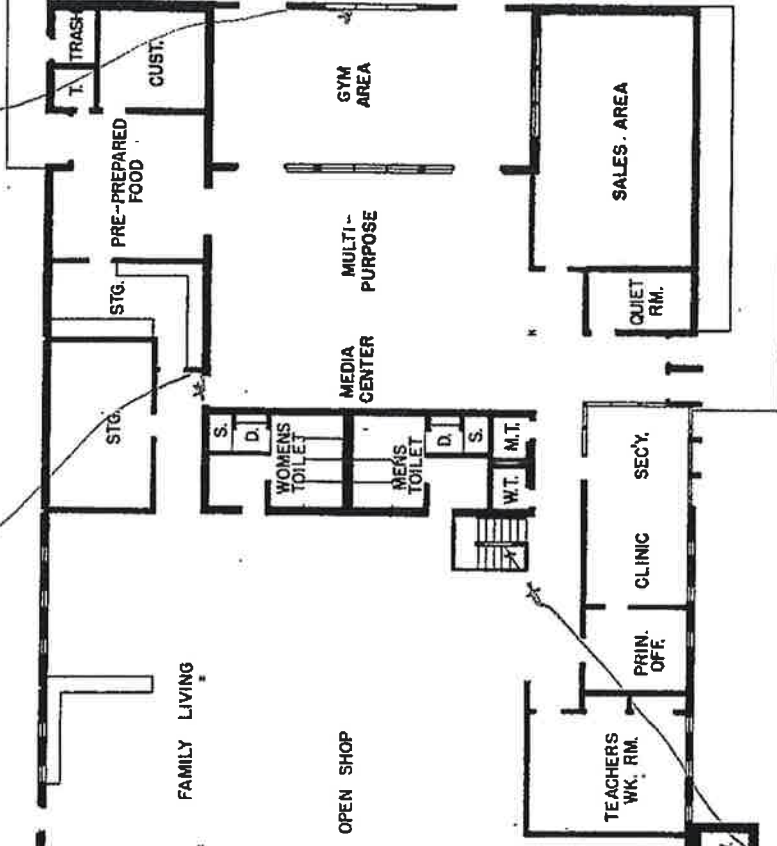 TRASH
T.
CUST.
GYM
AREA
SALES. AREA
PRE-PREPARED
FOOD
MULTI-
PURPOSE
STG.
QUIET
RM.
MEDIA
CENTER
STG.
S.
D.
WOMENS
TOILET
MENS
TOILET
D.
S.
M.T.
W.T.
SEC'Y.
CLINIC
PRIN.
OFF.
FAMILY LIVING
OPEN SHOP
TEACHERS
WK. RM.